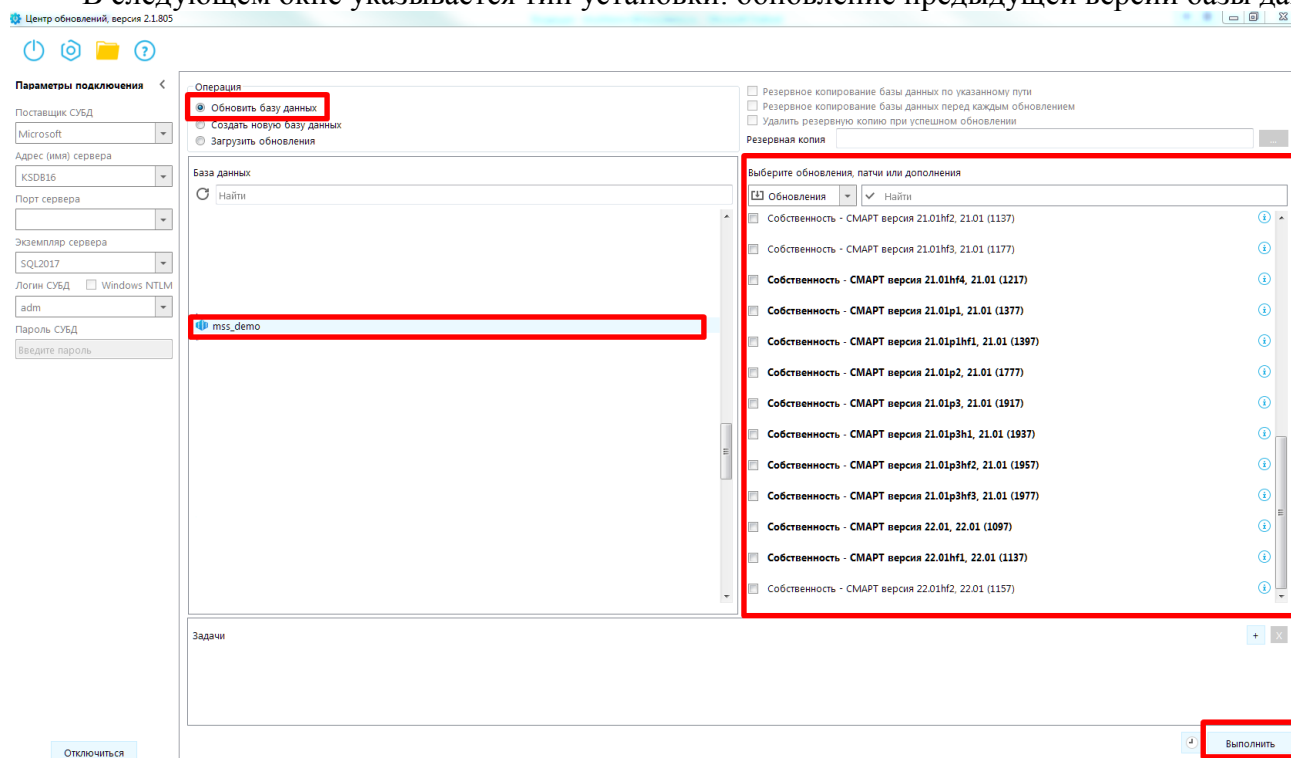 В следующем окне указывается тип установки: обновление предыдущей версии базы да
Центр обновлений, версия 2.1.805
Параметры подключения
Поставщик СУБД
Microsoft
Адрес (имя) сервера
KSDB16
Порт сервера
Экземпляр сервера
SQL2017
Логин СУБД Windows NTLM
adm
Пароль СУБД
Введите пароль
Отключиться
Операция
Обновить базу данных
Создать новую базу данных
Загрузить обновления
Резервное копирование базы данных по указанному пути
Резервное копирование базы данных перед каждым обновлением
Удалить резервную копию при успешном обновлении
Резервная копия ...
База данных
Найти
mss_demo
Выберите обновления, патчи или дополнения
Обновления Найти
Собственность - СМАРТ версия 21.01hf2, 21.01 (1137)
Собственность - СМАРТ версия 21.01hf3, 21.01 (1177)
Собственность - СМАРТ версия 21.01hf4, 21.01 (1217)
Собственность - СМАРТ версия 21.01p1, 21.01 (1377)
Собственность - СМАРТ версия 21.01p1hf1, 21.01 (1397)
Собственность - СМАРТ версия 21.01p2, 21.01 (1777)
Собственность - СМАРТ версия 21.01p3, 21.01 (1917)
Собственность - СМАРТ версия 21.01p3h1, 21.01 (1937)
Собственность - СМАРТ версия 21.01p3hf2, 21.01 (1957)
Собственность - СМАРТ версия 21.01p3hf3, 21.01 (1977)
Собственность - СМАРТ версия 22.01, 22.01 (1097)
Собственность - СМАРТ версия 22.01hf1, 22.01 (1137)
Собственность - СМАРТ версия 22.01hf2, 22.01 (1157)
Задачи
+ X
Выполнить